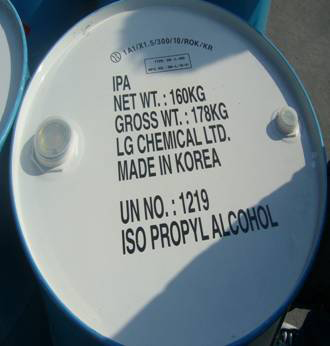 1A1/X1.5/300/10/ROK/KR
IPA
NET WT. : 160KG
GROSS WT. : 178KG
LG CHEMICAL LTD.
MADE IN KOREA
UN NO. : 1219
ISO PROPYL ALCOHOL